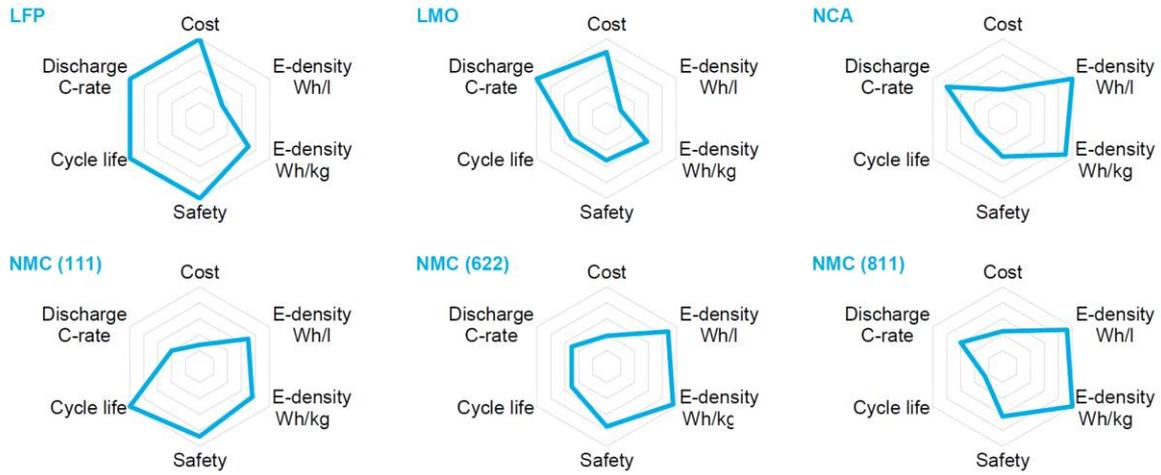 LFP
Cost
Discharge
C-rate
E-density
Wh/l
Cycle life
E-density
Wh/kg
Safety
LMO
Cost
Discharge
C-rate
E-density
Wh/l
Cycle life
E-density
Wh/kg
Safety
NCA
Cost
Discharge
C-rate
E-density
Wh/l
Cycle life
E-density
Wh/kg
Safety
NMC (111)
Cost
Discharge
C-rate
E-density
Wh/l
Cycle life
E-density
Wh/kg
Safety
NMC (622)
Cost
Discharge
C-rate
E-density
Wh/l
Cycle life
E-density
Wh/kg
Safety
NMC (811)
Cost
Discharge
C-rate
E-density
Wh/l
Cycle life
E-density
Wh/kg
Safety